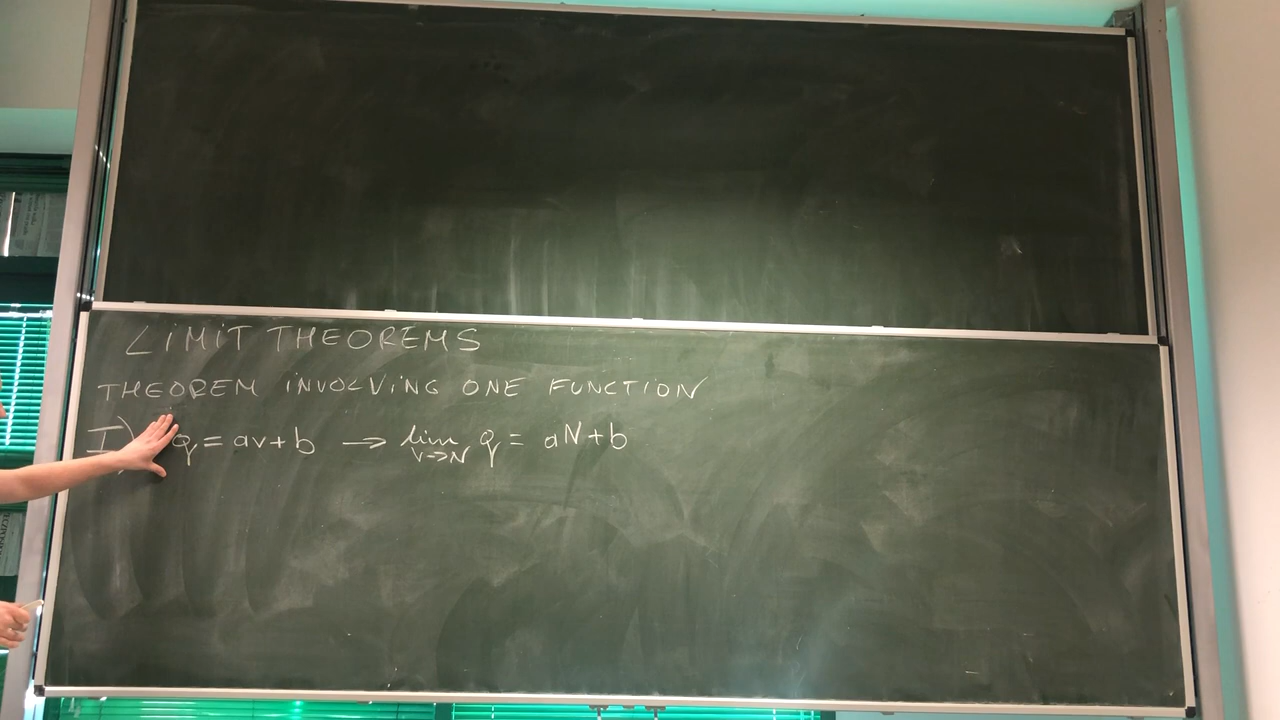 LIMIT THEOREMS
THEOREM INVOLVING ONE FUNCTION
I) q = av+b → lim v→N q = aN+b